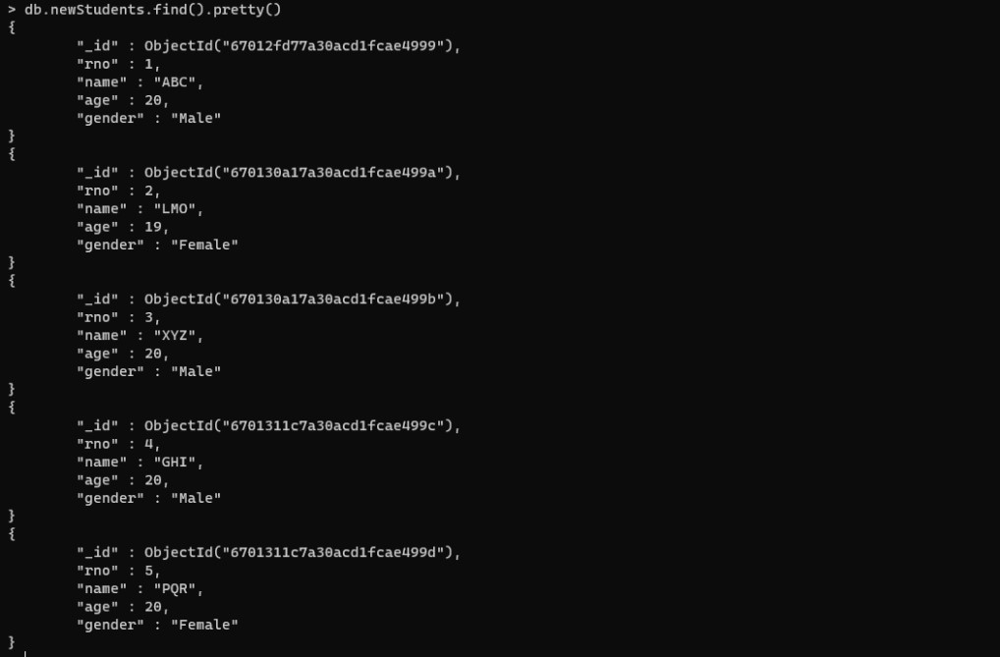 > db.newStudents.find().pretty()
{
        "_id" : ObjectId("67012fd77a30acd1fcae4999"),
        "rno" : 1,
        "name" : "ABC",
        "age" : 20,
        "gender" : "Male"
}
{
        "_id" : ObjectId("670130a17a30acd1fcae499a"),
        "rno" : 2,
        "name" : "LMO",
        "age" : 19,
        "gender" : "Female"
}
{
        "_id" : ObjectId("670130a17a30acd1fcae499b"),
        "rno" : 3,
        "name" : "XYZ",
        "age" : 20,
        "gender" : "Male"
}
{
        "_id" : ObjectId("6701311c7a30acd1fcae499c"),
        "rno" : 4,
        "name" : "GHI",
        "age" : 20,
        "gender" : "Male"
}
{
        "_id" : ObjectId("6701311c7a30acd1fcae499d"),
        "rno" : 5,
        "name" : "PQR",
        "age" : 20,
        "gender" : "Female"
}